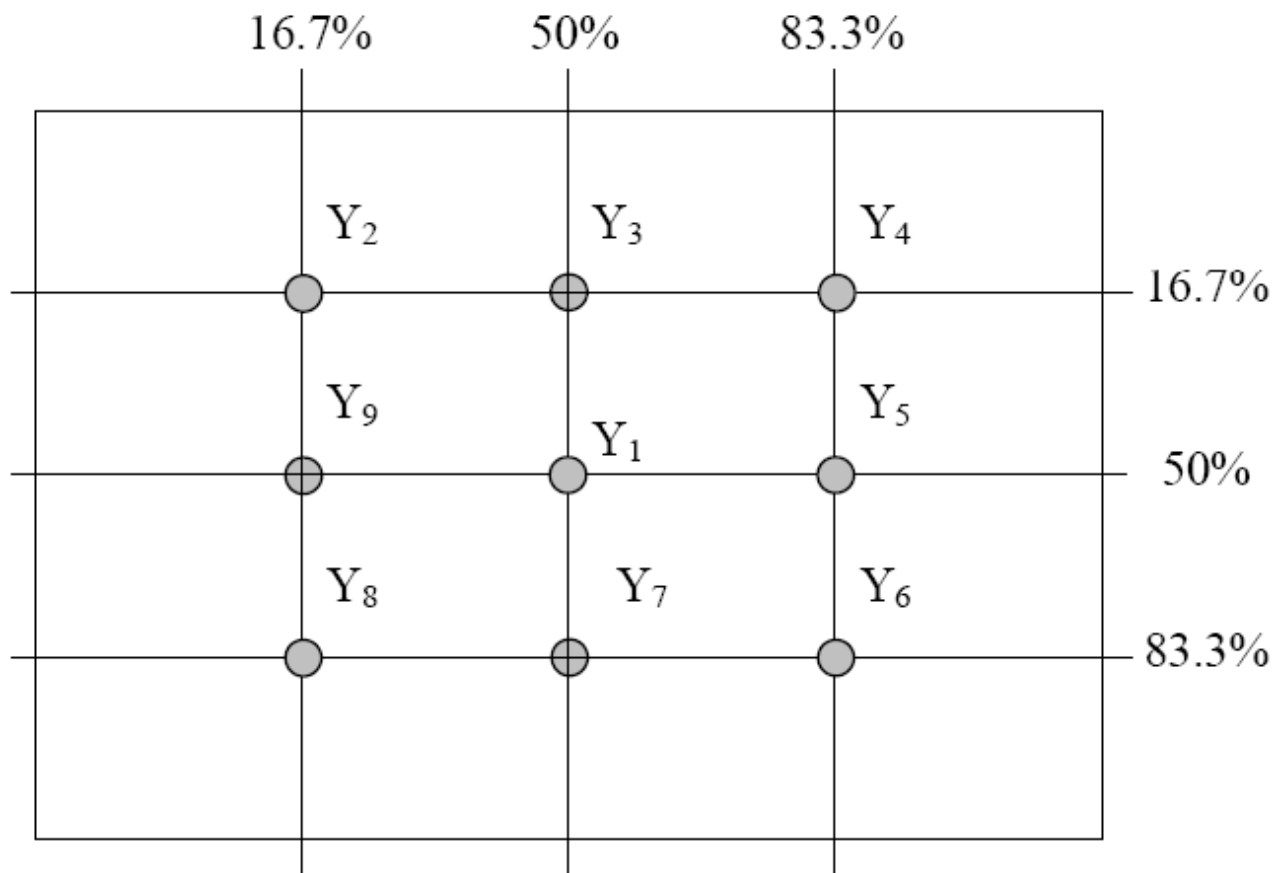 16.7% 50% 83.3%
Y₂ Y₃ Y₄
16.7%
Y₉ Y₁ Y₅
50%
Y₈ Y₇ Y₆
83.3%